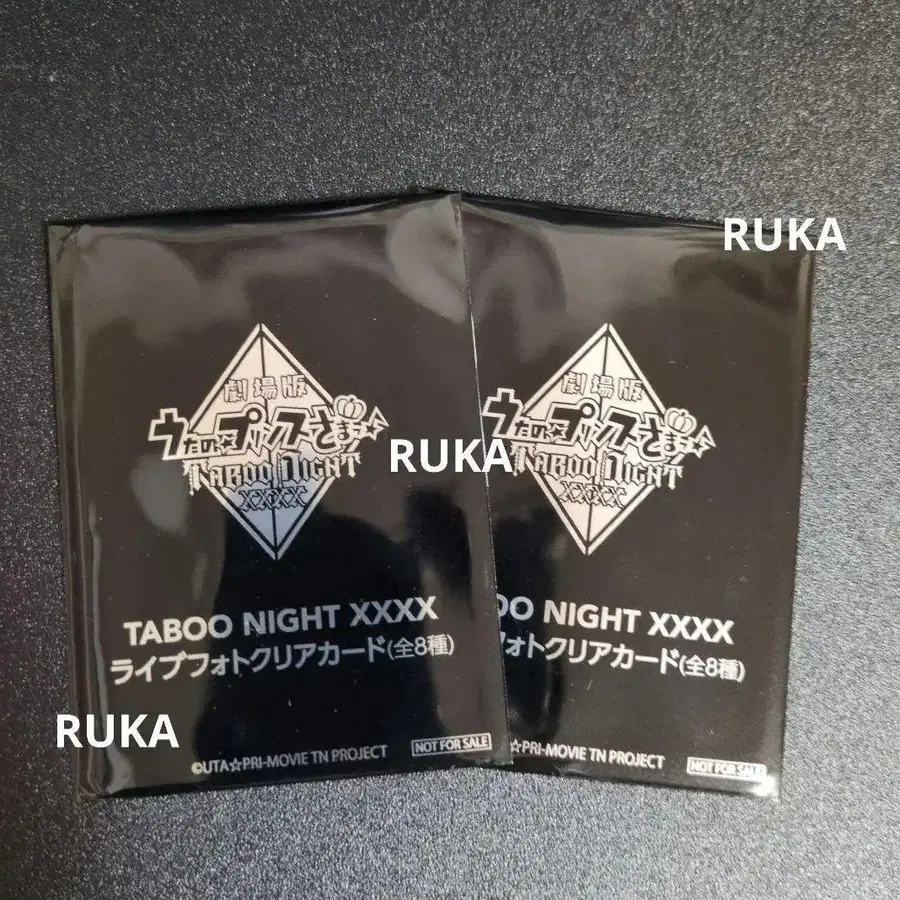 RUKA
劇場版
うたの☆プリンスさまっ♪
TABOO NIGHT
XXXX
TABOO NIGHT XXXX
ライブフォトクリアカード(全8種)
©UTA☆PRI-MOVIE TN PROJECT
NOT FOR SALE
RUKA
劇場版
うたの☆プリンスさまっ♪
TABOO NIGHT
XXXX
OO NIGHT XXXX
フォトクリアカード(全8種)
☆PRI-MOVIE TN PROJECT
NOT FOR SALE
RUKA